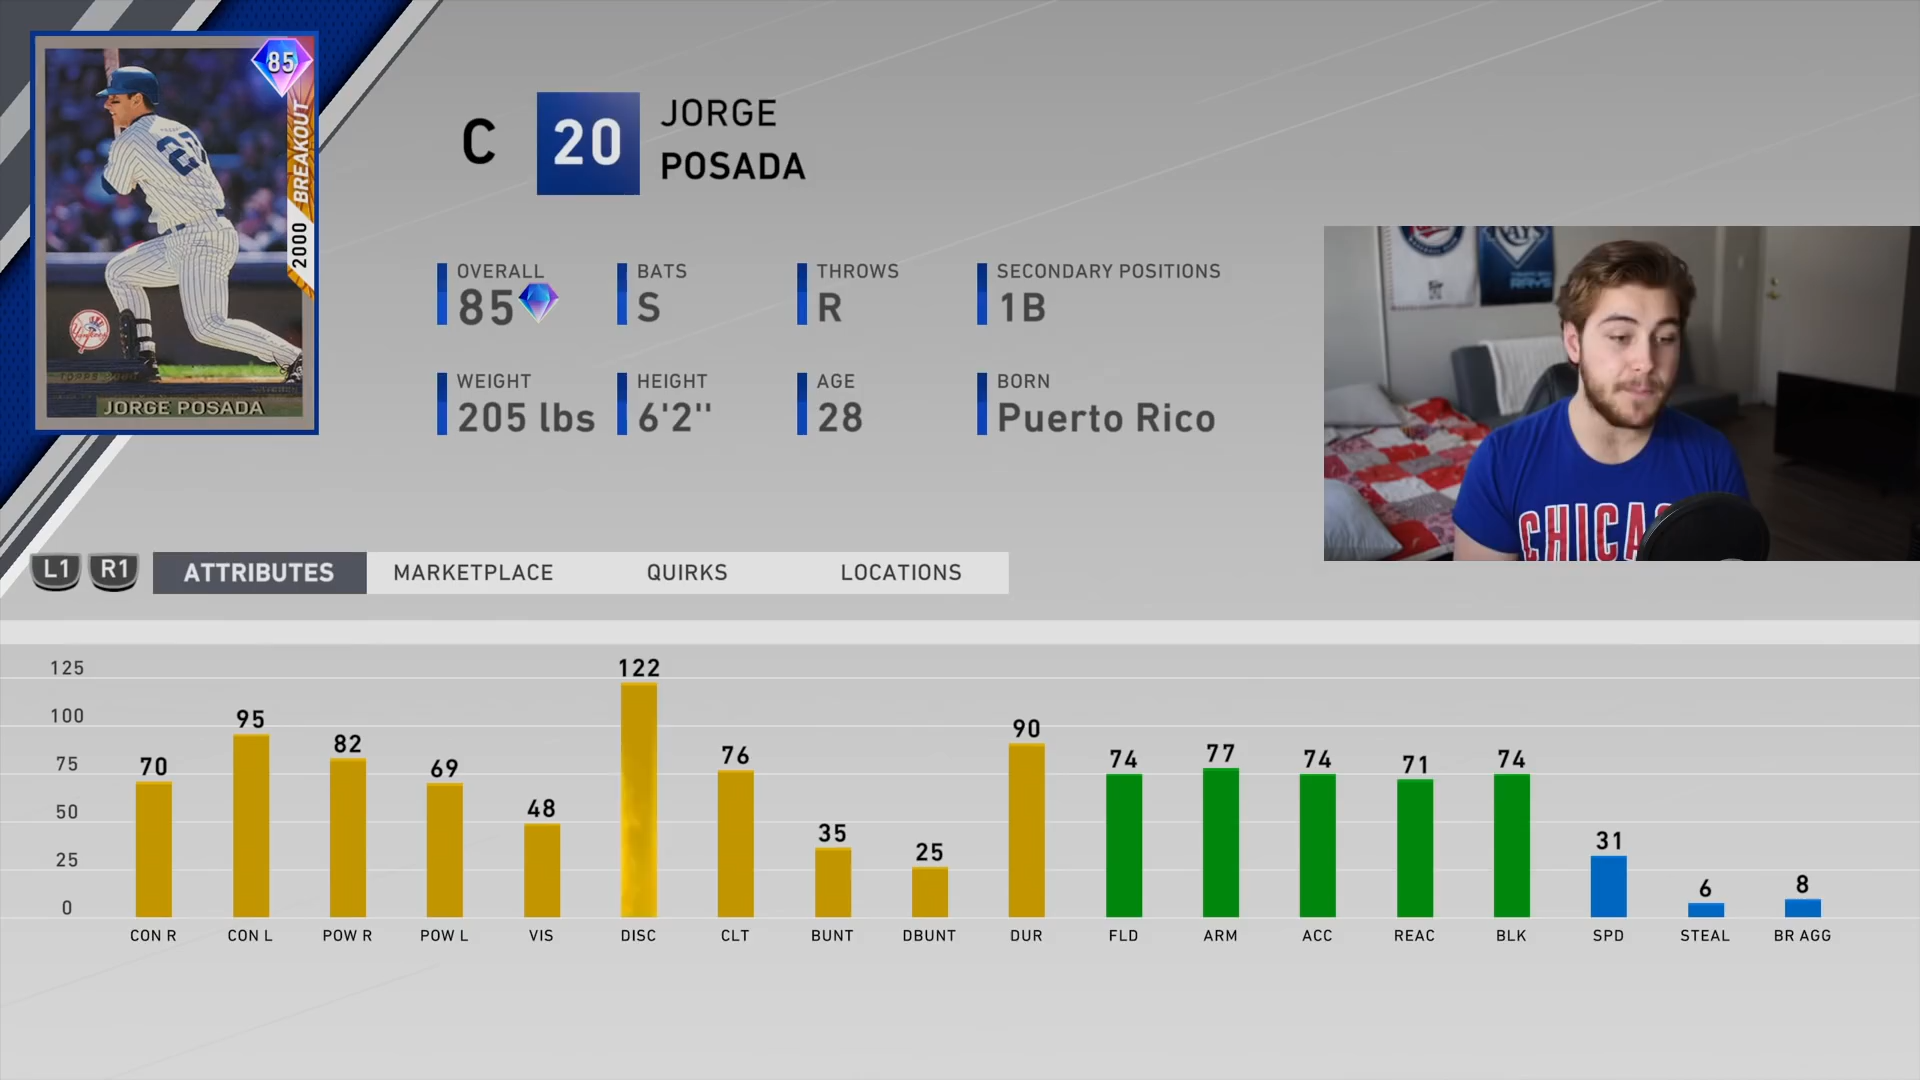 85
BREAKOUT
2000
JORGE POSADA
C
20
JORGE
POSADA
OVERALL
85
BATS
S
THROWS
R
SECONDARY POSITIONS
1B
WEIGHT
205 lbs
HEIGHT
6'2''
AGE
28
BORN
Puerto Rico
RAYS
CHICA
L1 R1 ATTRIBUTES MARKETPLACE QUIRKS LOCATIONS
125
100
75
50
25
0
70 95 82 69 48 122 76 35 25 90 74 77 74 71 74 31 6 8
CON R CON L POW R POW L VIS DISC CLT BUNT DBUNT DUR FLD ARM ACC REAC BLK SPD STEAL BR AGG